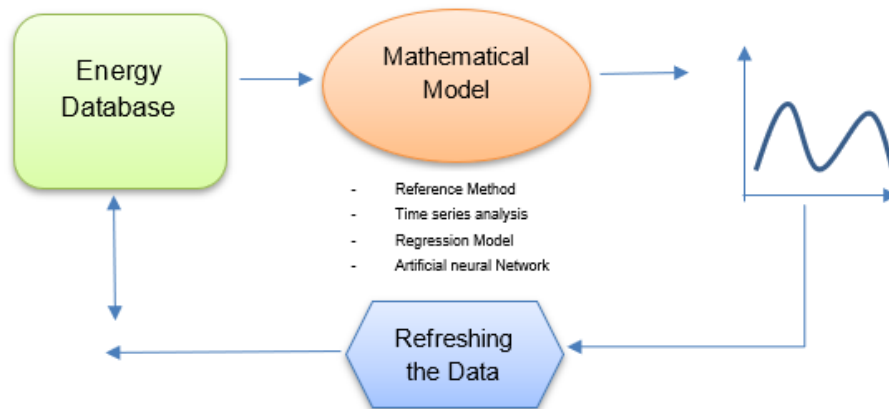 Energy
Database
Mathematical
Model
- Reference Method
- Time series analysis
- Regression Model
- Artificial neural Network
Refreshing
the Data